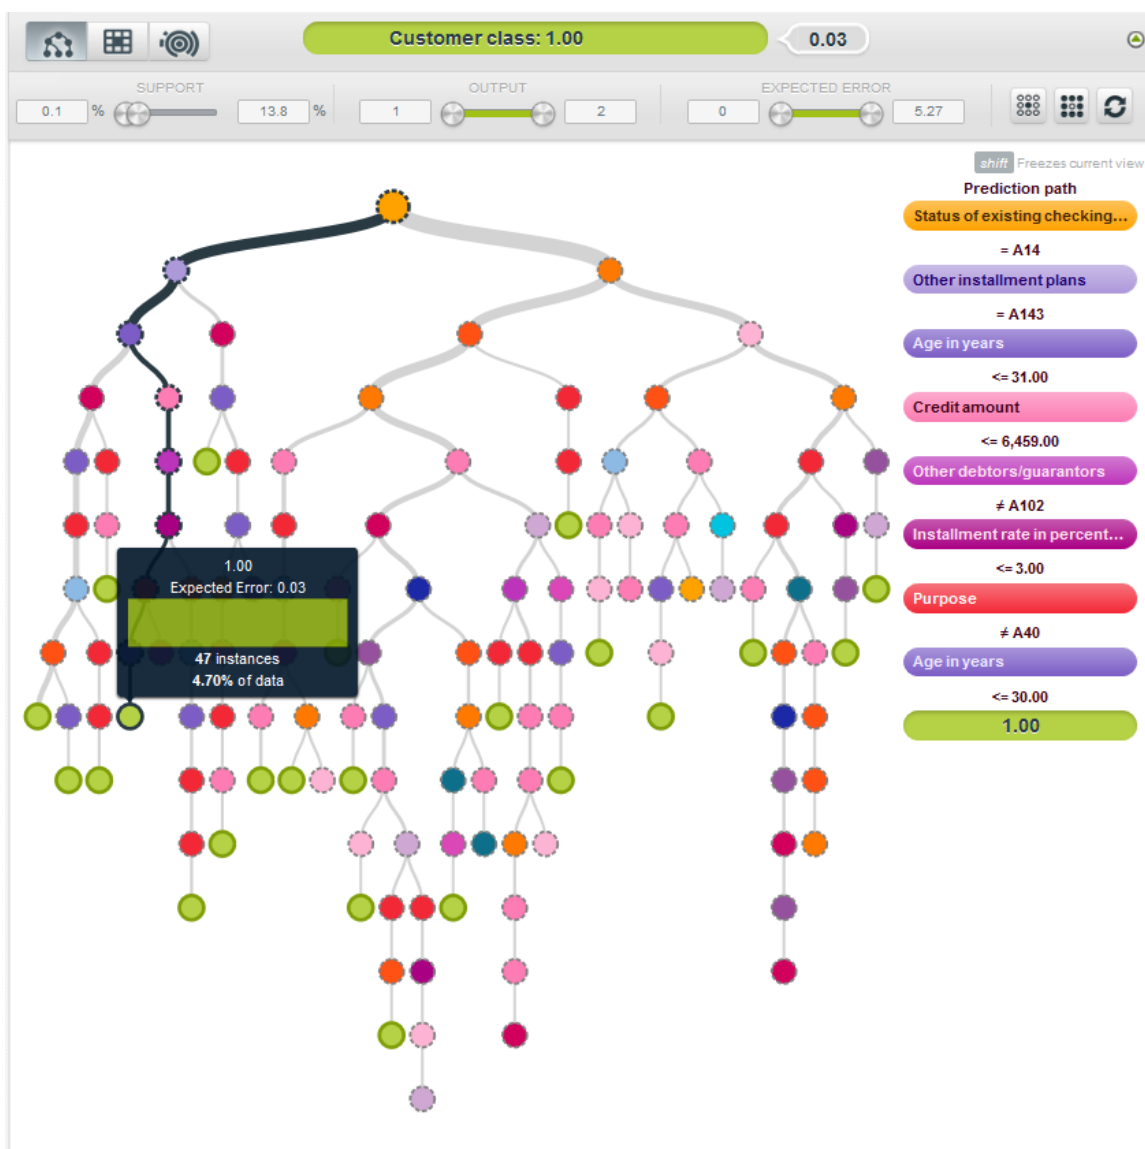 Customer class: 1.00
0.03
SUPPORT
OUTPUT
EXPECTED ERROR
0.1 % 13.8 %
1 2
0 5.27
shift Freezes current view
Prediction path
Status of existing checking...
= A14
Other installment plans
= A143
Age in years
<= 31.00
Credit amount
<= 6,459.00
Other debtors/guarantors
≠ A102
Installment rate in percent...
<= 3.00
Purpose
≠ A40
Age in years
<= 30.00
1.00
1.00
Expected Error: 0.03
47 instances
4.70% of data